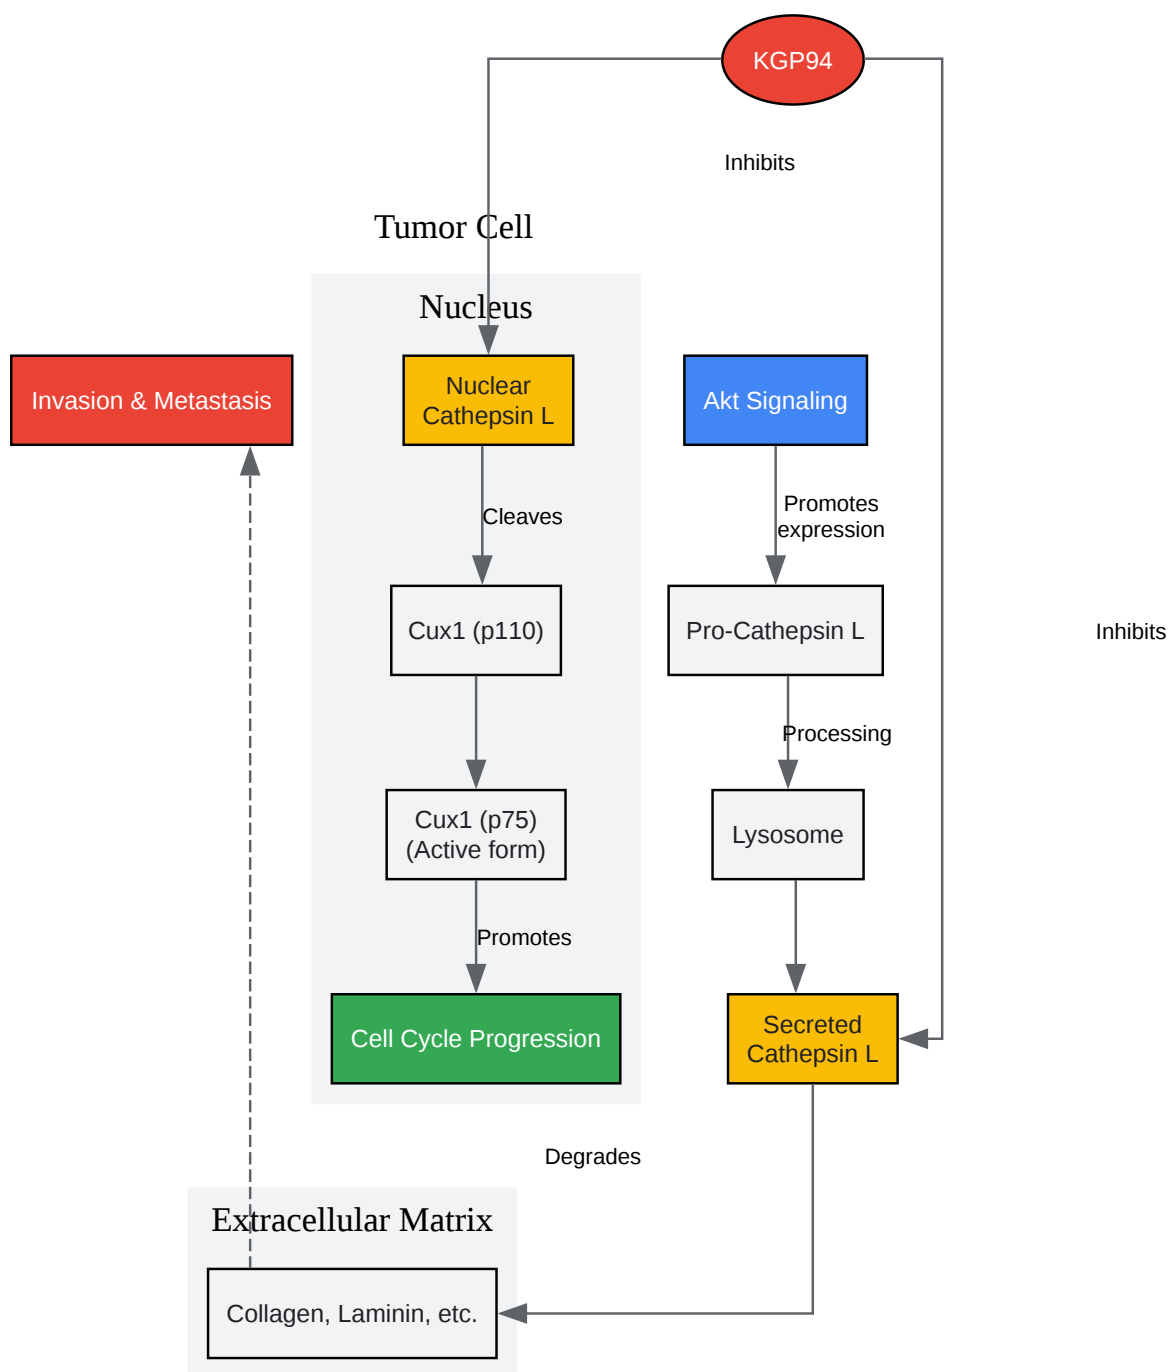 KGP94
Inhibits
Tumor Cell
Nucleus
Invasion & Metastasis
Nuclear
Cathepsin L
Akt Signaling
Cleaves
Promotes
expression
Cux1 (p110)
Pro-Cathepsin L
Inhibits
Processing
Cux1 (p75)
(Active form)
Lysosome
Promotes
Cell Cycle Progression
Secreted
Cathepsin L
Degrades
Extracellular Matrix
Collagen, Laminin, etc.